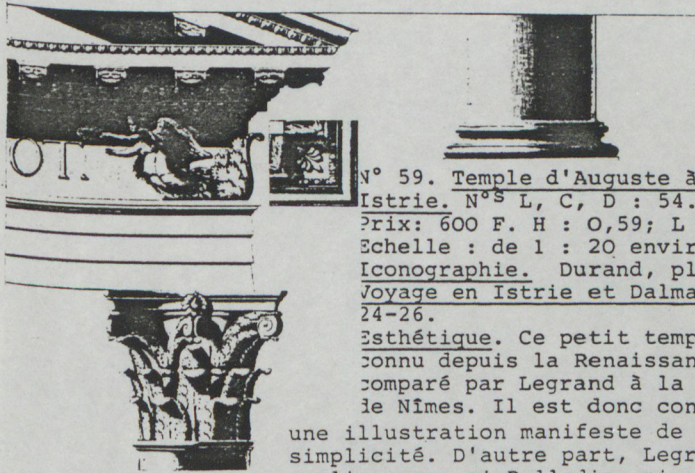 OR
N° 59. Temple d'Auguste à
Istrie. Nos L, C, D : 54.
Prix: 600 F. H : 0,59; L
Echelle : de 1 : 20 envir
Iconographie. Durand, pl
Voyage en Istrie et Dalma
24-26.
Esthétique. Ce petit temp
connu depuis la Renaissan
comparé par Legrand à la
de Nîmes. Il est donc con
une illustration manifeste de
simplicité. D'autre part, Legr